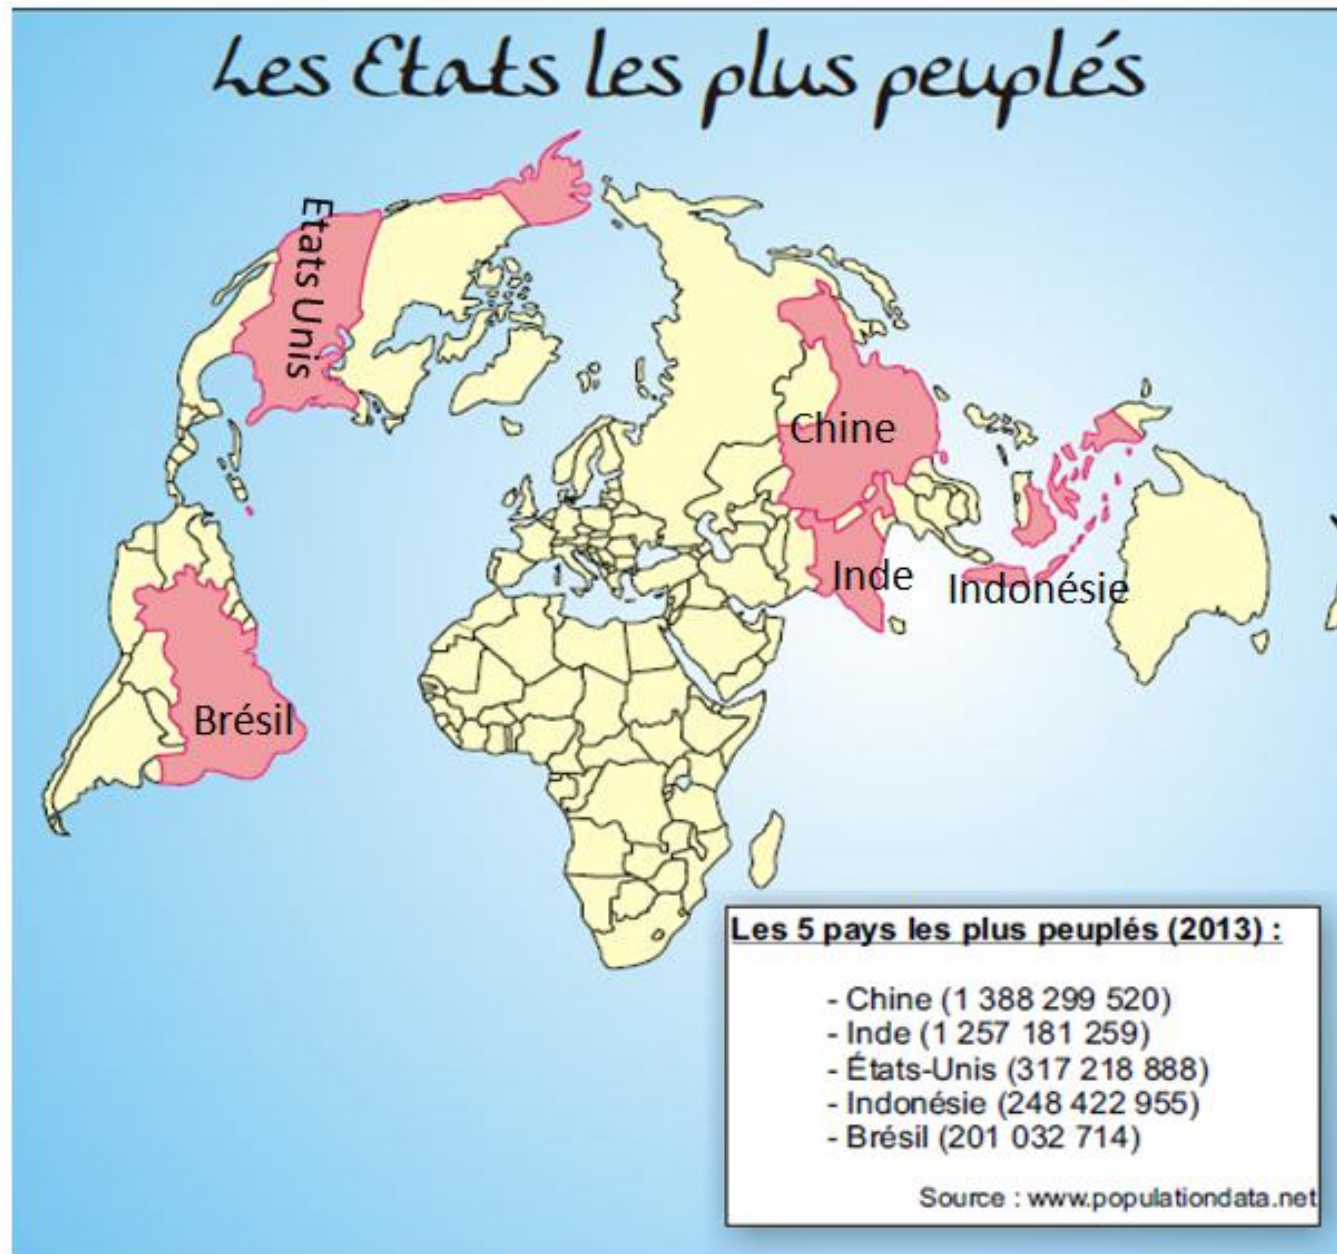 Les Etats les plus peuplés
Etats Unis
Chine
Inde
Indonésie
Brésil
Les 5 pays les plus peuplés (2013) :
- Chine (1 388 299 520)
- Inde (1 257 181 259)
- États-Unis (317 218 888)
- Indonésie (248 422 955)
- Brésil (201 032 714)
Source : www.populationdata.net